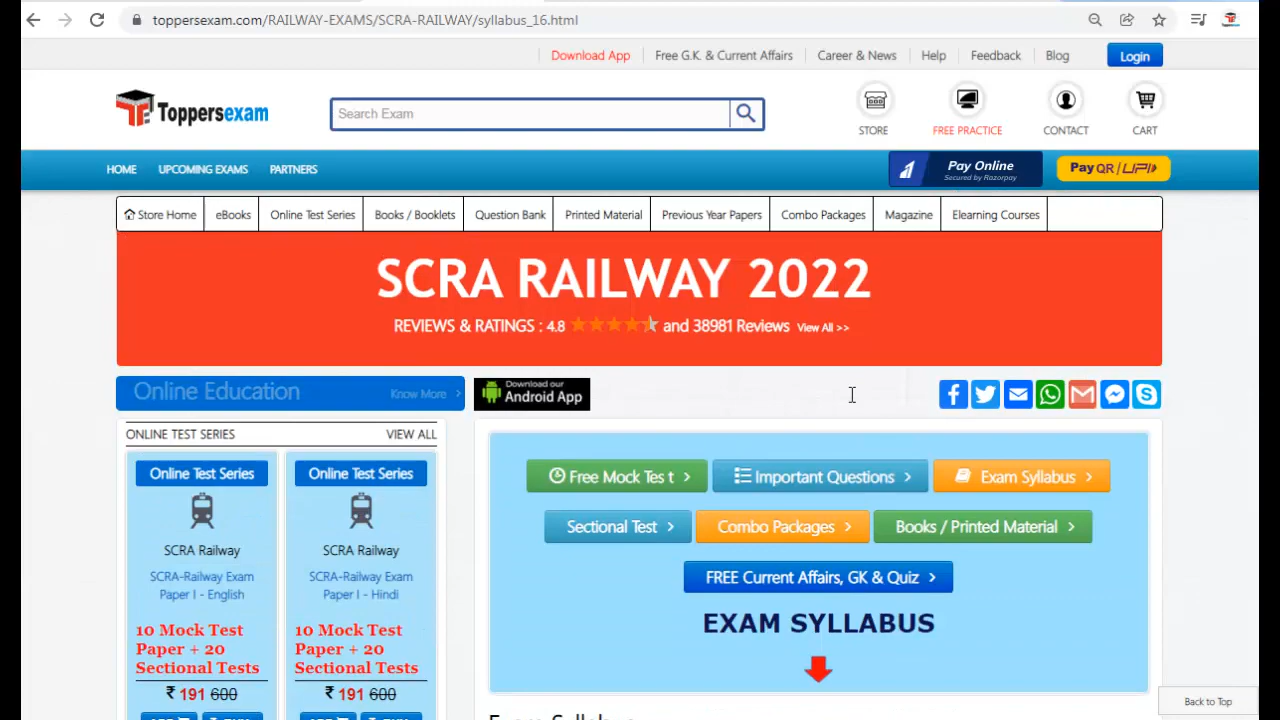 toppersexam.com/RAILWAY-EXAMS/SCRA-RAILWAY/syllabus_16.html
Download App Free G.K. & Current Affairs Career & News Help Feedback Blog Login
Toppersexam
Search Exam
STORE FREE PRACTICE CONTACT CART
HOME UPCOMING EXAMS PARTNERS
Pay Online
Secured by Razorpay
Pay QR / UPI
Store Home eBooks Online Test Series Books / Booklets Question Bank Printed Material Previous Year Papers Combo Packages Magazine Elearning Courses
SCRA RAILWAY 2022
REVIEWS & RATINGS : 4.8 and 38981 Reviews View All >>
Online Education Know More >
Download our
Android App
ONLINE TEST SERIES VIEW ALL
Online Test Series
SCRA Railway
SCRA-Railway Exam
Paper I - English
10 Mock Test
Paper + 20
Sectional Tests
₹ 191 600
Online Test Series
SCRA Railway
SCRA-Railway Exam
Paper I - Hindi
10 Mock Test
Paper + 20
Sectional Tests
₹ 191 600
Free Mock Tes t > Important Questions > Exam Syllabus >
Sectional Test > Combo Packages > Books / Printed Material >
FREE Current Affairs, GK & Quiz >
EXAM SYLLABUS
Exam Syllabus
Back to Top